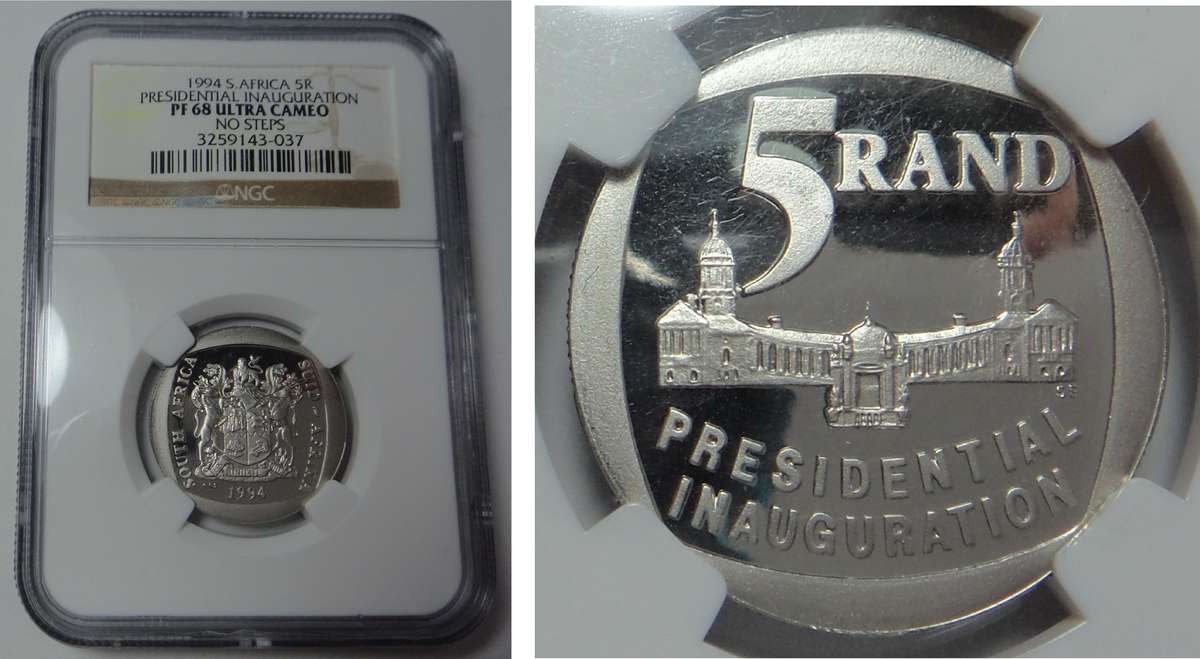 1994 S.AFRICA 5R
PRESIDENTIAL INAUGURATION
PF 68 ULTRA CAMEO
NO STEPS
3259143-037
NGC
SOUTH AFRICA
SUID-AFRIKA
1994
5 RAND
PRESIDENTIAL
INAUGURATION